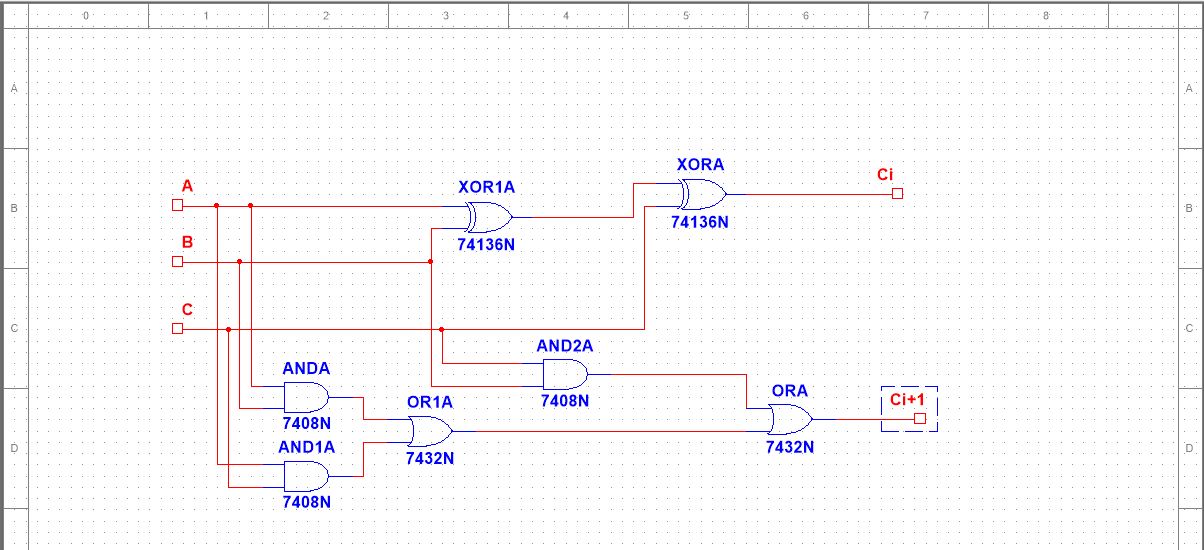 0 1 2 3 4 5 6 7 8
A A
XORA
Ci
A
XOR1A
B B
74136N
B
74136N
C
C C
AND2A
ANDA
ORA
7408N
OR1A
Ci+1
7408N
AND1A
D D
7432N
7432N
7408N